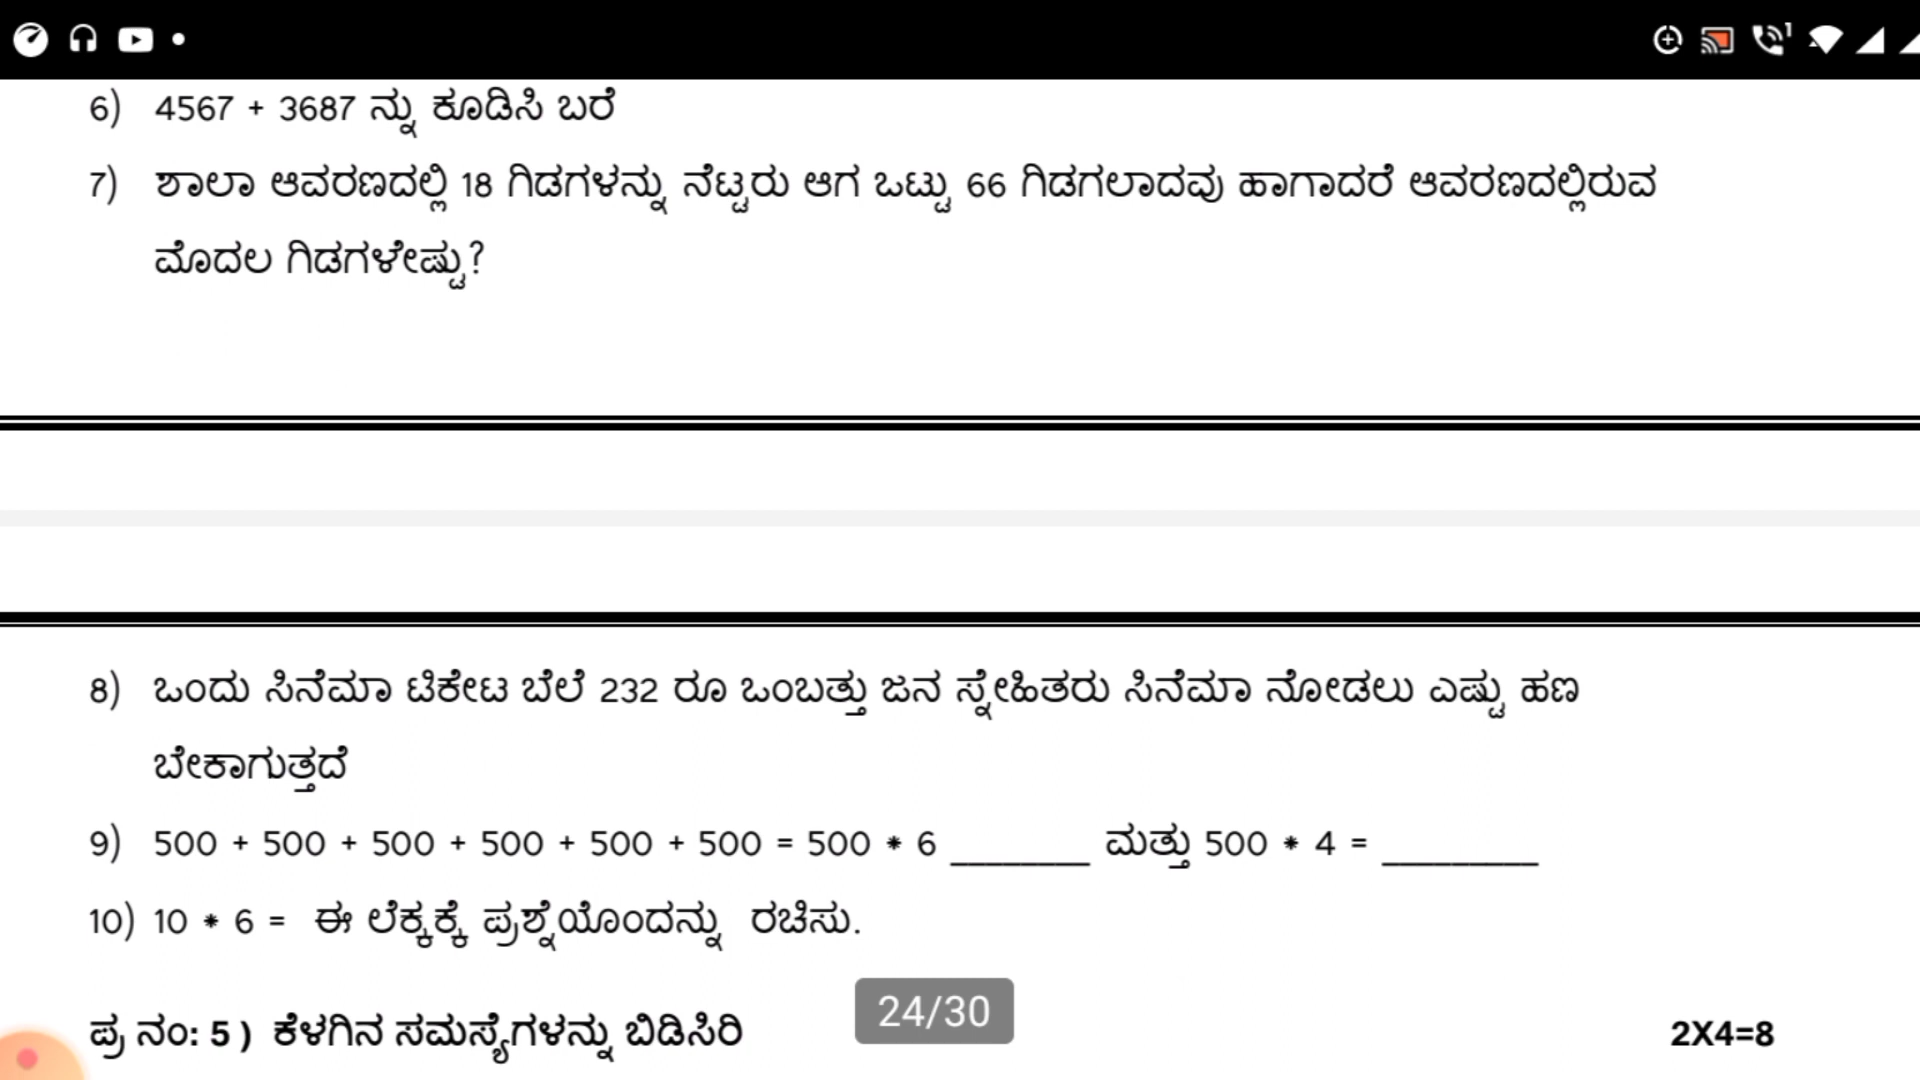 6) 4567 + 3687 ನ್ನು ಕೂಡಿಸಿ ಬರೆ
7) ಶಾಲಾ ಆವರಣದಲ್ಲಿ 18 ಗಿಡಗಳನ್ನು ನೆಟ್ಟರು ಆಗ ಒಟ್ಟು 66 ಗಿಡಗಲಾದವು ಹಾಗಾದರೆ ಆವರಣದಲ್ಲಿರುವ
ಮೊದಲ ಗಿಡಗಳೇಷ್ಟು?
8) ಒಂದು ಸಿನೆಮಾ ಟಿಕೇಟ ಬೆಲೆ 232 ರೂ ಒಂಬತ್ತು ಜನ ಸ್ನೇಹಿತರು ಸಿನೆಮಾ ನೋಡಲು ಎಷ್ಟು ಹಣ
ಬೇಕಾಗುತ್ತದೆ
9) 500 + 500 + 500 + 500 + 500 + 500 = 500 * 6 ________ ಮತ್ತು 500 * 4 = _________
10) 10 * 6 = ಈ ಲೆಕ್ಕಕ್ಕೆ ಪ್ರಶ್ನೆಯೊಂದನ್ನು ರಚಿಸು.
24/30
ಪ್ರ ನಂ: 5 ) ಕೆಳಗಿನ ಸಮಸ್ಯೆಗಳನ್ನು ಬಿಡಿಸಿರಿ 2X4=8